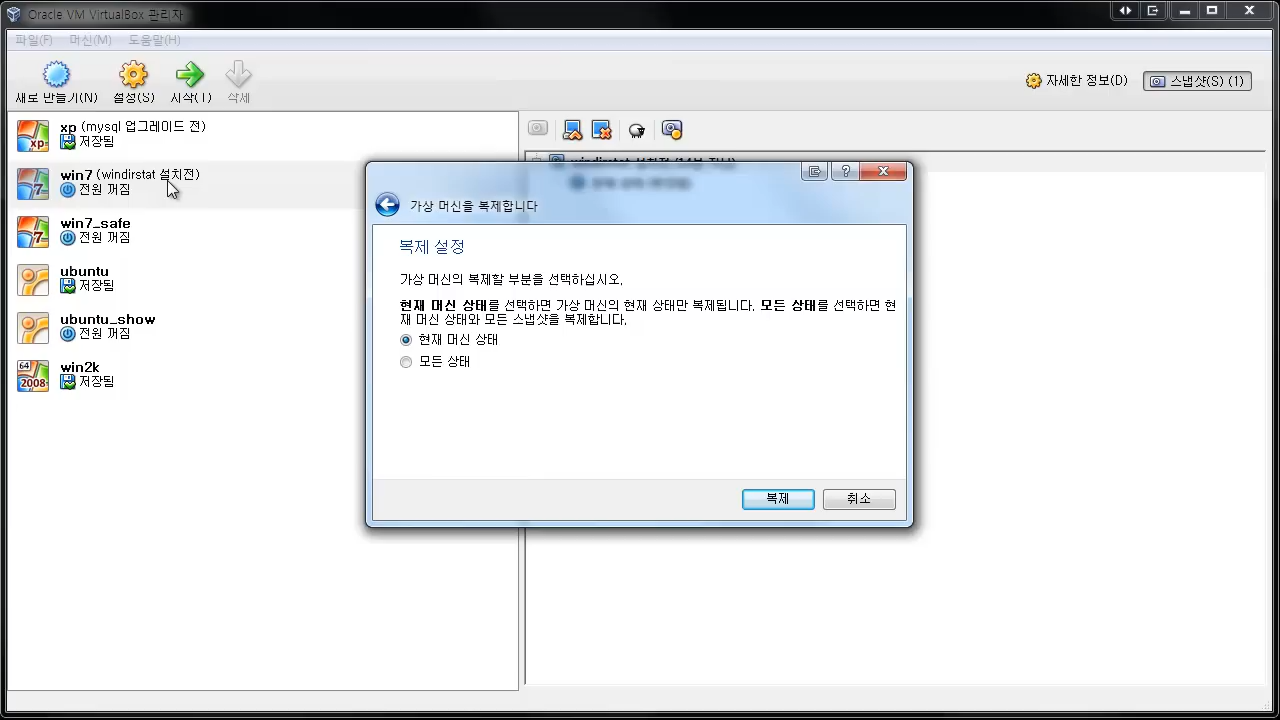 Oracle VM VirtualBox 관리자
파일(F) 머신(M) 도움말(H)
새로 만들기(N) 설정(S) 시작(T) 삭제
자세한 정보(D) 스냅샷(S) (1)
xp (mysql 업그레이드 전)
저장됨
win7 (windirstat 설치전)
전원 꺼짐
win7_safe
전원 꺼짐
ubuntu
저장됨
ubuntu_show
전원 꺼짐
64
2008
win2k
저장됨
가상 머신을 복제합니다
복제 설정
가상 머신의 복제할 부분을 선택하십시오.
현재 머신 상태를 선택하면 가상 머신의 현재 상태만 복제됩니다. 모든 상태를 선택하면 현
재 머신 상태와 모든 스냅샷을 복제합니다.
현재 머신 상태
모든 상태
복제 취소